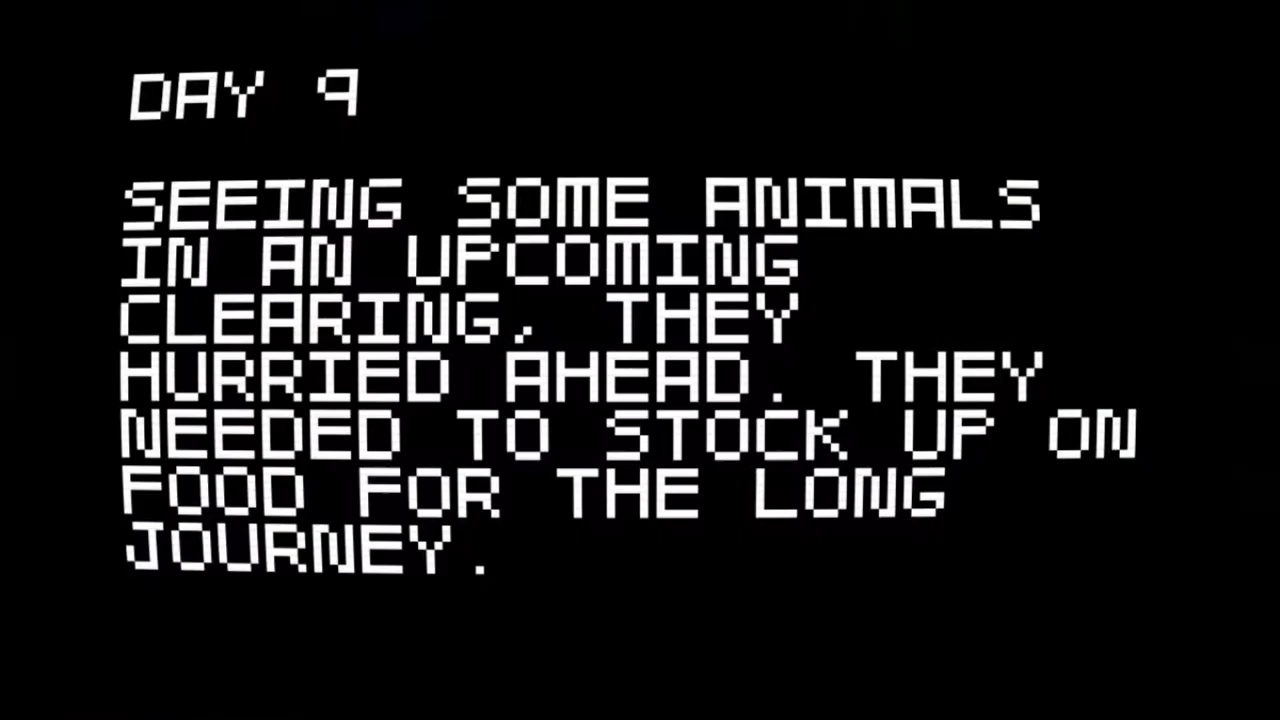 DAY 9
SEEING SOME ANIMALS
IN AN UPCOMING
CLEARING, THEY
HURRIED AHEAD. THEY
NEEDED TO STOCK UP ON
FOOD FOR THE LONG
JOURNEY.